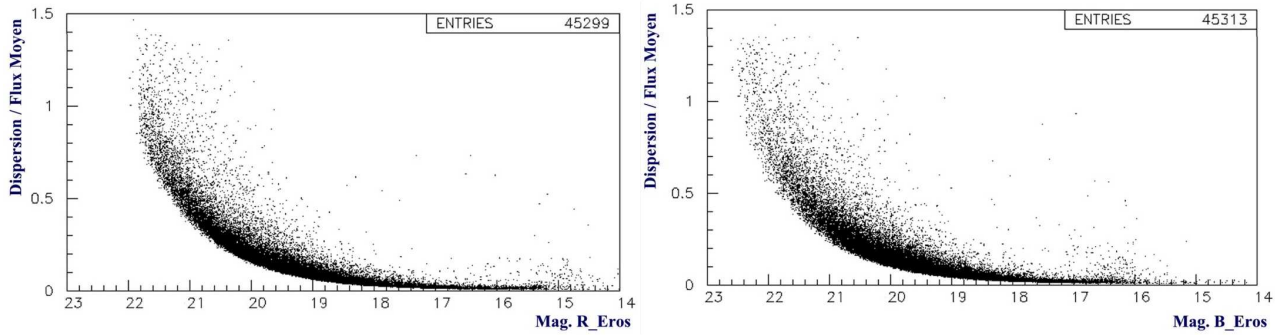 1.5
ENTRIES 45299
1
0.5
0
23 22 21 20 19 18 17 16 15 14
Dispersion / Flux Moyen
Mag. R_Eros
1.5
ENTRIES 45313
1
0.5
0
23 22 21 20 19 18 17 16 15 14
Dispersion / Flux Moyen
Mag. B_Eros